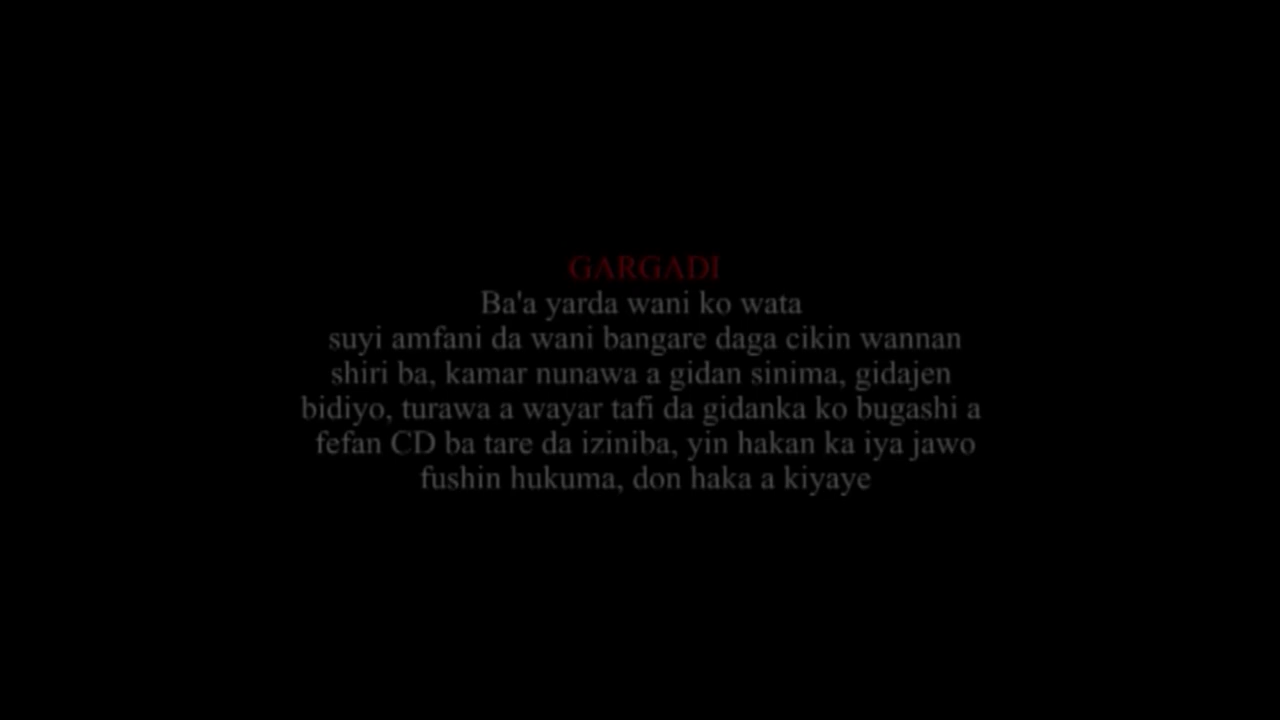 GARGADI
Ba'a yarda wani ko wata
suyi amfani da wani bangare daga cikin wannan
shiri ba, kamar nunawa a gidan sinima, gidajen
bidiyo, turawa a wayar tafi da gidanka ko bugashi a
fefan CD ba tare da iziniba, yin hakan ka iya jawo
fushin hukuma, don haka a kiyaye